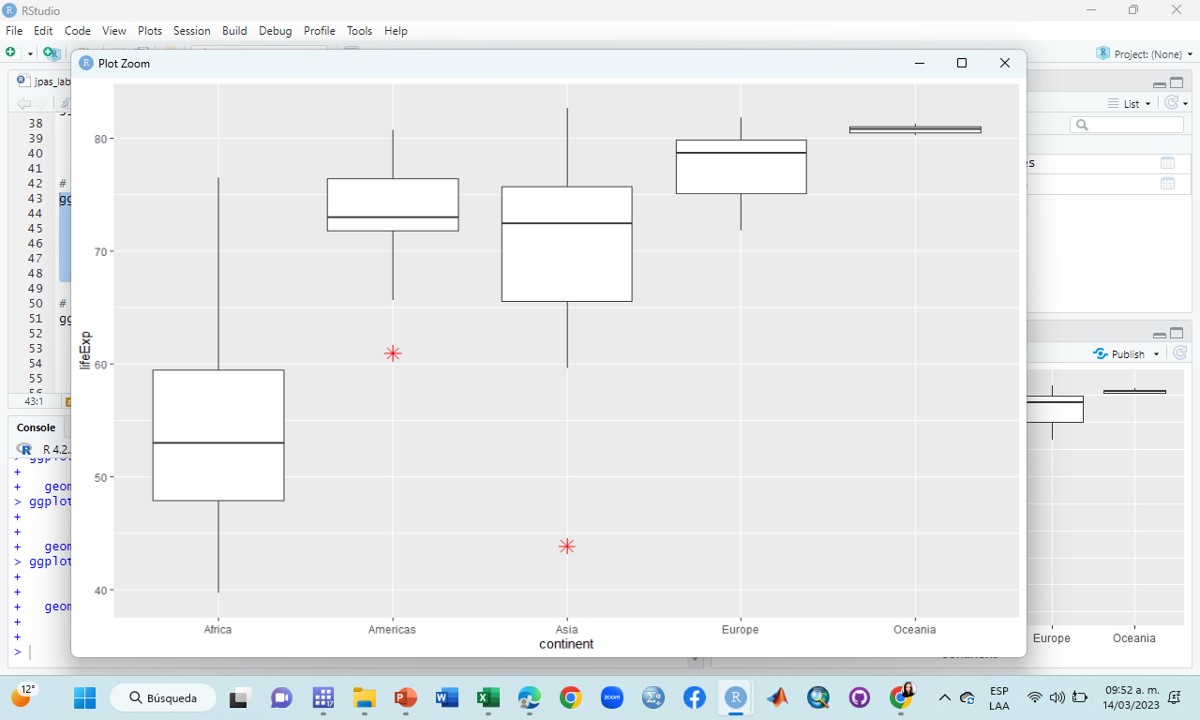 RStudio
File Edit Code View Plots Session Build Debug Profile Tools Help
Project: (None)
Plot Zoom
jpas_lab
List
38
39
40
41
42 #
43 gg
44
45
46
47
48
49
50 #
51 gg
52
53
54
55
43:1
Console
R 4.2.
+
+ geom
> ggplot
+
+
+ geom
> ggplot
+
+
+ geom
+
+
>
Publish
Europe Oceania
lifeExp
80
70
60
50
40
Africa Americas Asia Europe Oceania
continent
12°
Búsqueda
17
zoom
ESP
LAA
09:52 a. m.
14/03/2023